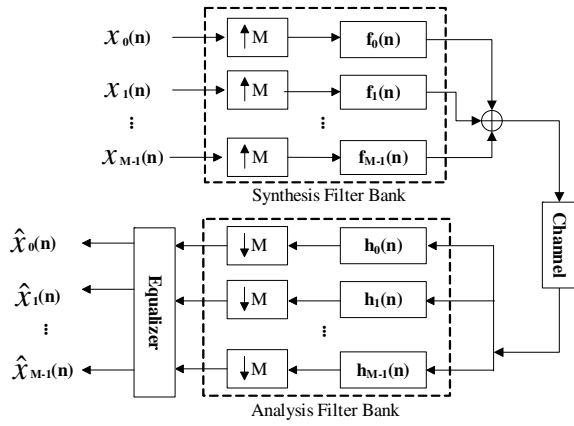 x0(n) ↑M f0(n)
x1(n) ↑M f1(n)
... ...
xM-1(n) ↑M fM-1(n)
Synthesis Filter Bank
Channel
x̂0(n) ↓M h0(n)
x̂1(n) ↓M h1(n)
... ...
x̂M-1(n) ↓M hM-1(n)
Equalizer
Analysis Filter Bank